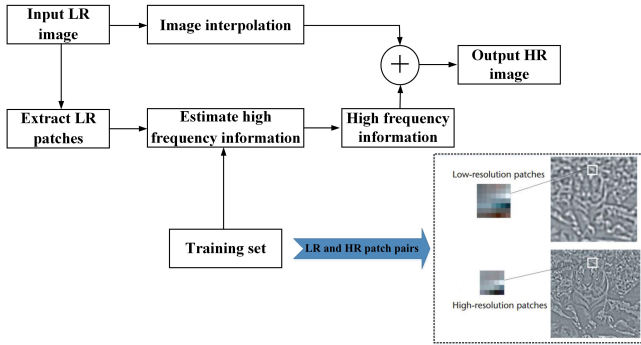 Input LR
image
Image interpolation
Output HR
image
Extract LR
patches
Estimate high
frequency information
High frequency
information
Training set
LR and HR patch pairs
Low-resolution patches
High-resolution patches